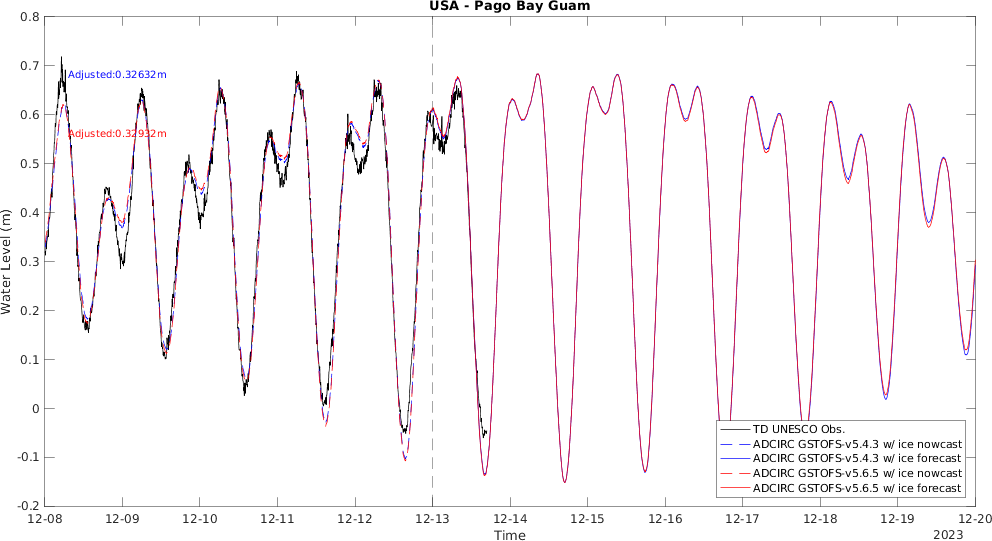 USA - Pago Bay Guam
0.8
0.7
0.6
0.5
0.4
0.3
0.2
0.1
0
-0.1
-0.2
Water Level (m)
Adjusted:0.32632m
Adjusted:0.32932m
TD UNESCO Obs.
ADCIRC GSTOFS-v5.4.3 w/ ice nowcast
ADCIRC GSTOFS-v5.4.3 w/ ice forecast
ADCIRC GSTOFS-v5.6.5 w/ ice nowcast
ADCIRC GSTOFS-v5.6.5 w/ ice forecast
12-08 12-09 12-10 12-11 12-12 12-13 12-14 12-15 12-16 12-17 12-18 12-19 12-20
Time
2023